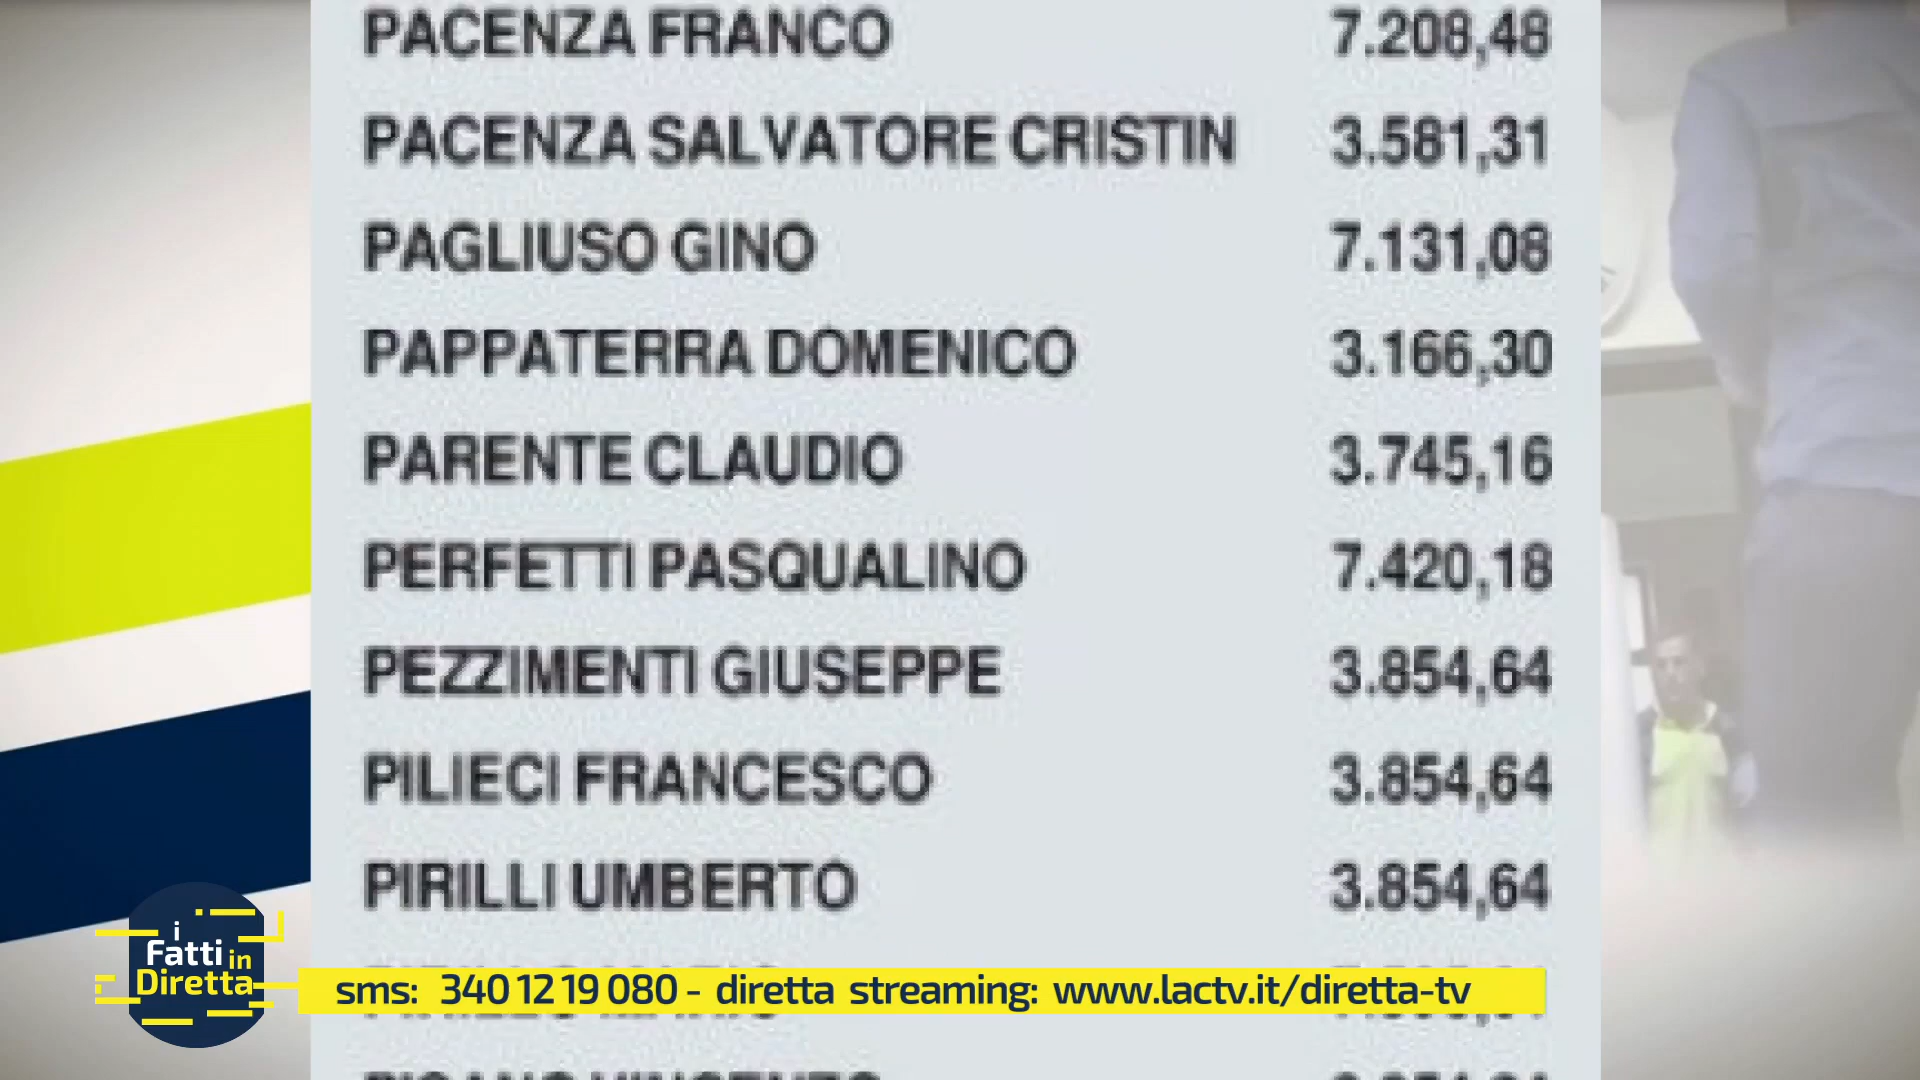 PACENZA FRANCO 7.208,48
PACENZA SALVATORE CRISTIN 3.581,31
PAGLIUSO GINO 7.131,08
PAPPATERRA DOMENICO 3.166,30
PARENTE CLAUDIO 3.745,16
PERFETTI PASQUALINO 7.420,18
PEZZIMENTI GIUSEPPE 3.854,64
PILIECI FRANCESCO 3.854,64
PIRILLI UMBERTO 3.854,64
i
Fatti in
Diretta
sms: 340 12 19 080 - diretta streaming: www.lactv.it/diretta-tv